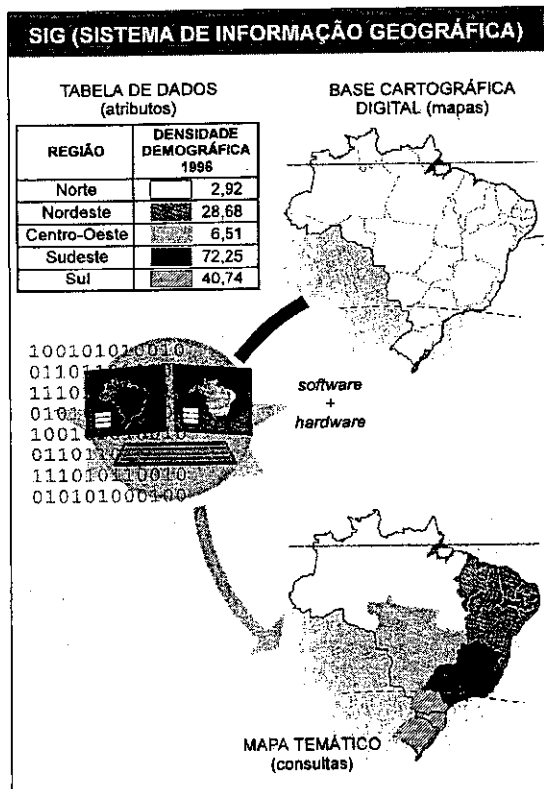 SIG (SISTEMA DE INFORMAÇÃO GEOGRÁFICA)
TABELA DE DADOS
(atributos)
REGIÃO
DENSIDADE
DEMOGRÁFICA
1996
Norte 2,92
Nordeste 28,68
Centro-Oeste 6,51
Sudeste 72,25
Sul 40,74
BASE CARTOGRÁFICA
DIGITAL (mapas)
100101010010
software
+
hardware
111010110010
010101000100
MAPA TEMÁTICO
(consultas)